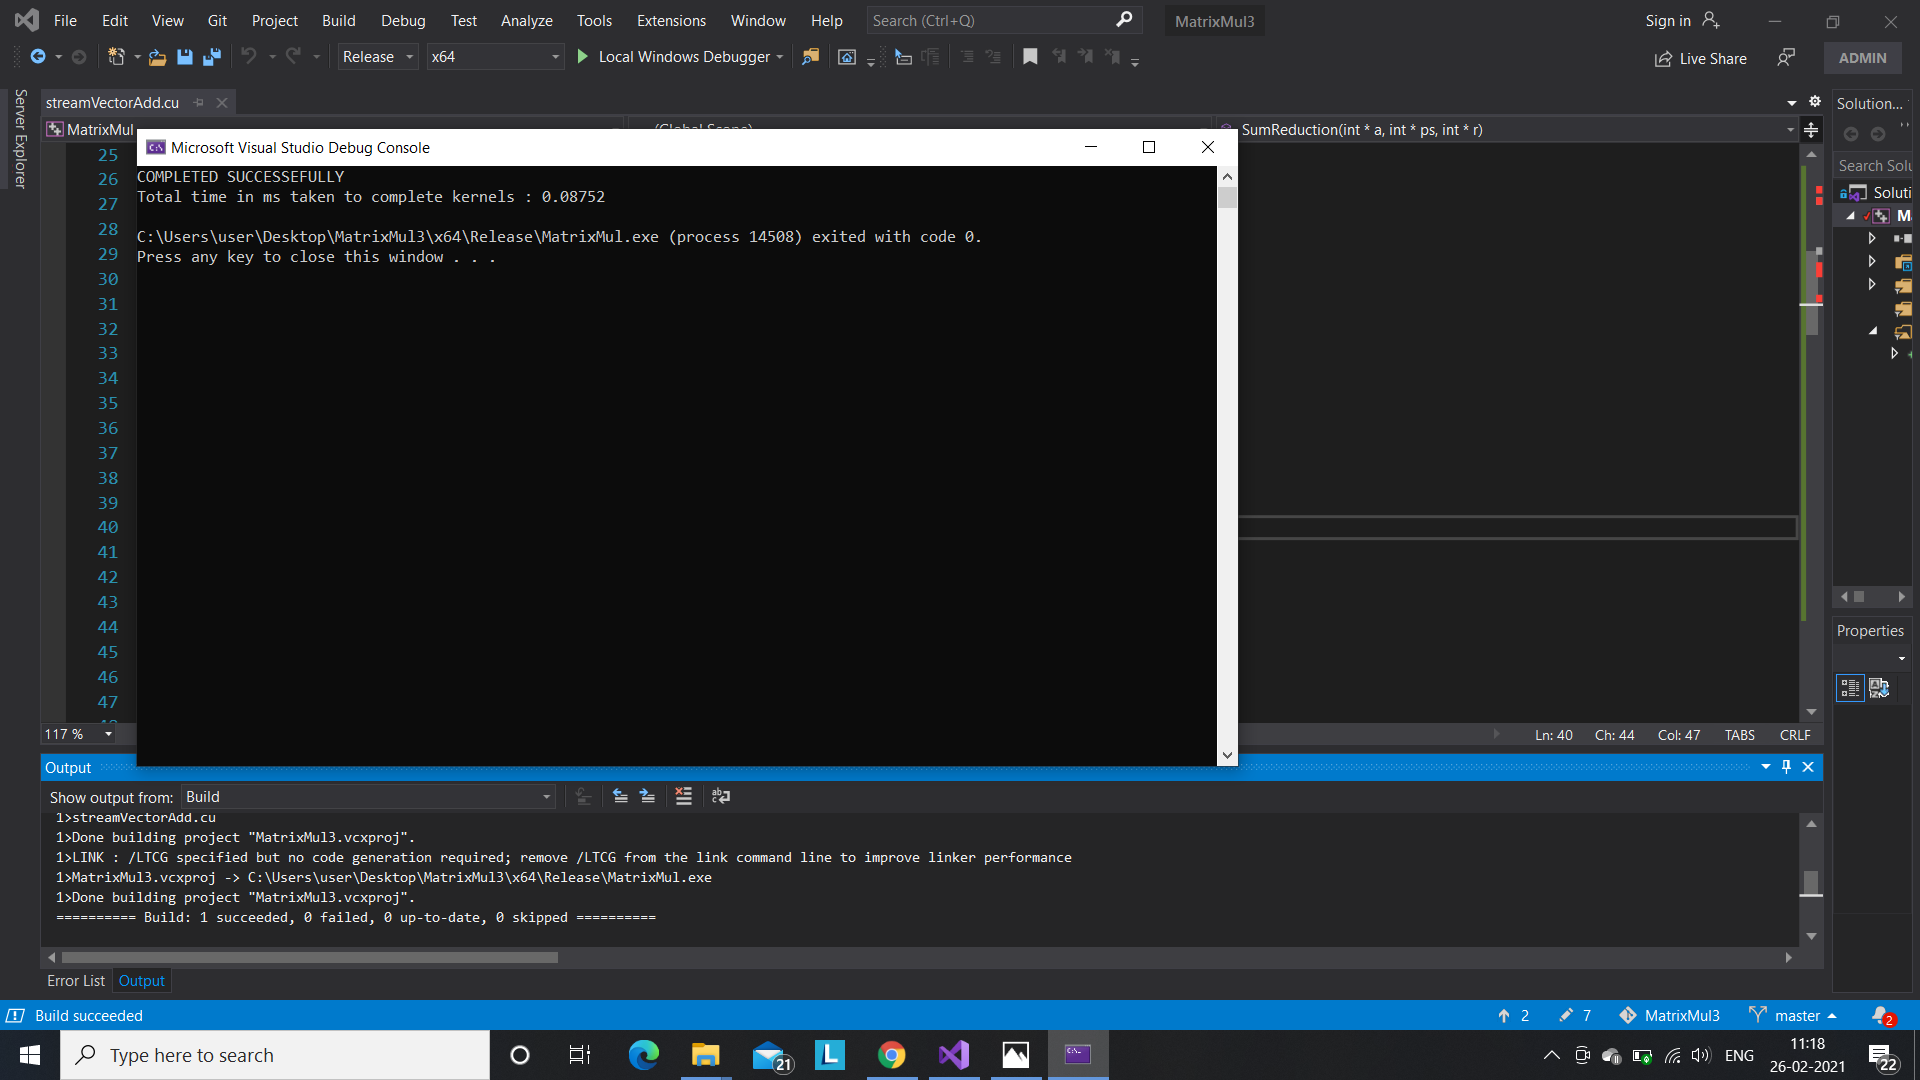 File Edit View Git Project Build Debug Test Analyze Tools Extensions Window Help Search (Ctrl+Q) MatrixMul3 Sign in
Release x64 Local Windows Debugger Live Share ADMIN
Server Explorer
streamVectorAdd.cu Solution...
MatrixMul (Global Scope) SumReduction(int * a, int * ps, int * r)
Microsoft Visual Studio Debug Console
Search Solu
COMPLETED SUCCESSEFULLY
Total time in ms taken to complete kernels : 0.08752
Soluti
C:\Users\user\Desktop\MatrixMul3\x64\Release\MatrixMul.exe (process 14508) exited with code 0.
Press any key to close this window . . .
25
26
27
28
29
30
31
32
33
34
35
36
37
38
39
40
41
42
43
44
45
46
47
Properties
117 % Ln: 40 Ch: 44 Col: 47 TABS CRLF
Output
Show output from: Build
1>streamVectorAdd.cu
1>Done building project "MatrixMul3.vcxproj".
1>LINK : /LTCG specified but no code generation required; remove /LTCG from the link command line to improve linker performance
1>MatrixMul3.vcxproj -> C:\Users\user\Desktop\MatrixMul3\x64\Release\MatrixMul.exe
1>Done building project "MatrixMul3.vcxproj".
========== Build: 1 succeeded, 0 failed, 0 up-to-date, 0 skipped ==========
Error List Output
Build succeeded 2 7 MatrixMul3 master 2
Type here to search 21 L ENG 11:18
26-02-2021 22